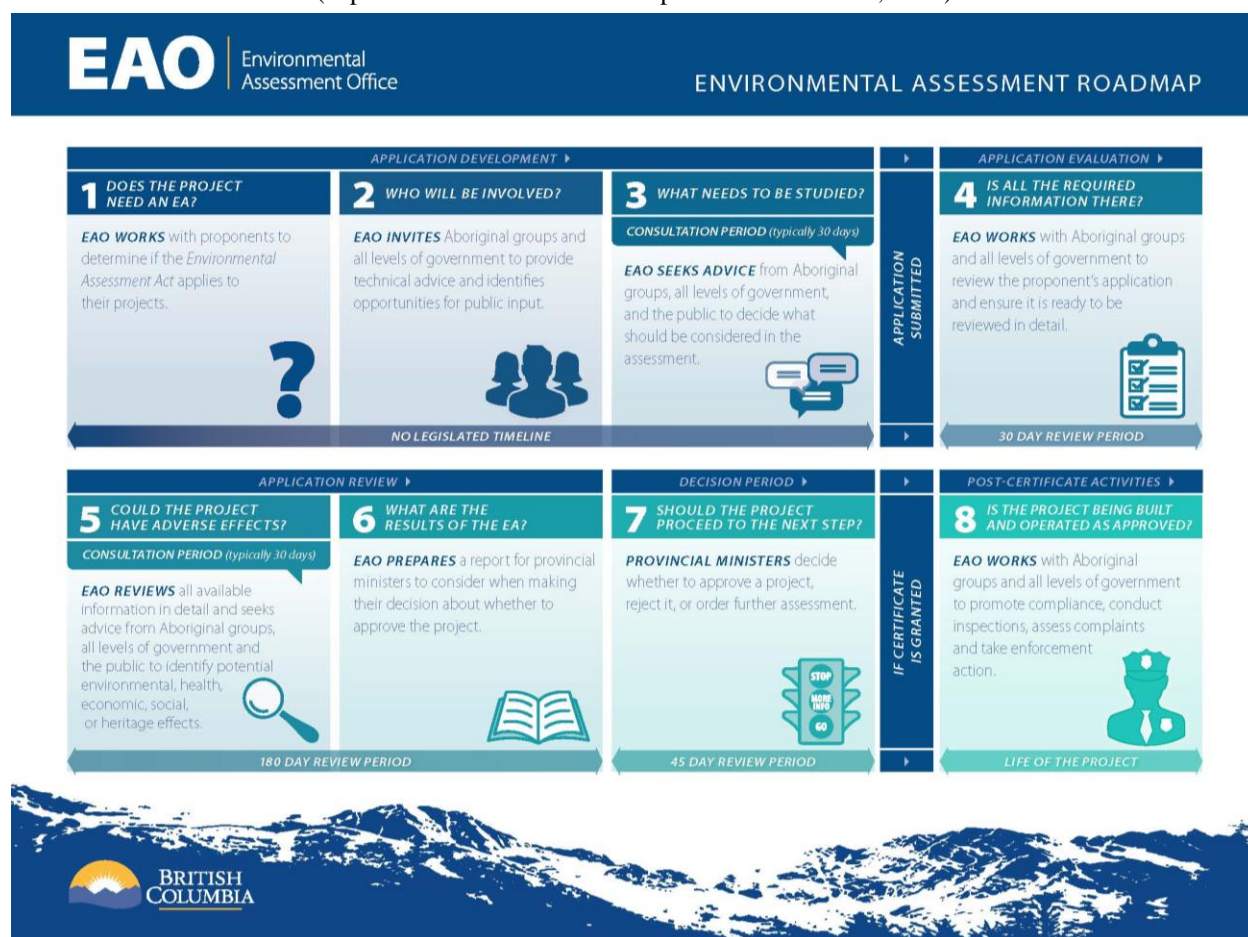 EAO
Environmental
Assessment Office
ENVIRONMENTAL ASSESSMENT ROADMAP
APPLICATION DEVELOPMENT
1 DOES THE PROJECT
NEED AN EA?
EAO WORKS with proponents to
determine if the Environmental
Assessment Act applies to
their projects.
?
2 WHO WILL BE INVOLVED?
EAO INVITES Aboriginal groups and
all levels of government to provide
technical advice and identifies
opportunities for public input.
3 WHAT NEEDS TO BE STUDIED?
CONSULTATION PERIOD (typically 30 days)
EAO SEEKS ADVICE from Aboriginal
groups, all levels of government,
and the public to decide what
should be considered in the
assessment.
NO LEGISLATED TIMELINE
APPLICATION
SUBMITTED
APPLICATION EVALUATION
4 IS ALL THE REQUIRED
INFORMATION THERE?
EAO WORKS with Aboriginal groups
and all levels of government to
review the proponent's application
and ensure it is ready to be
reviewed in detail.
30 DAY REVIEW PERIOD
APPLICATION REVIEW
5 COULD THE PROJECT
HAVE ADVERSE EFFECTS?
CONSULTATION PERIOD (typically 30 days)
EAO REVIEWS all available
information in detail and seeks
advice from Aboriginal groups,
all levels of government and
the public to identify potential
environmental, health,
economic, social,
or heritage effects.
6 WHAT ARE THE
RESULTS OF THE EA?
EAO PREPARES a report for provincial
ministers to consider when making
their decision about whether to
approve the project.
180 DAY REVIEW PERIOD
DECISION PERIOD
7 SHOULD THE PROJECT
PROCEED TO THE NEXT STEP?
PROVINCIAL MINISTERS decide
whether to approve a project,
reject it, or order further assessment.
STOP
MORE
INFO
GO
45 DAY REVIEW PERIOD
IF CERTIFICATE
IS GRANTED
POST-CERTIFICATE ACTIVITIES
8 IS THE PROJECT BEING BUILT
AND OPERATED AS APPROVED?
EAO WORKS with Aboriginal
groups and all levels of government
to promote compliance, conduct
inspections, assess complaints
and take enforcement
action.
LIFE OF THE PROJECT
BRITISH
COLUMBIA